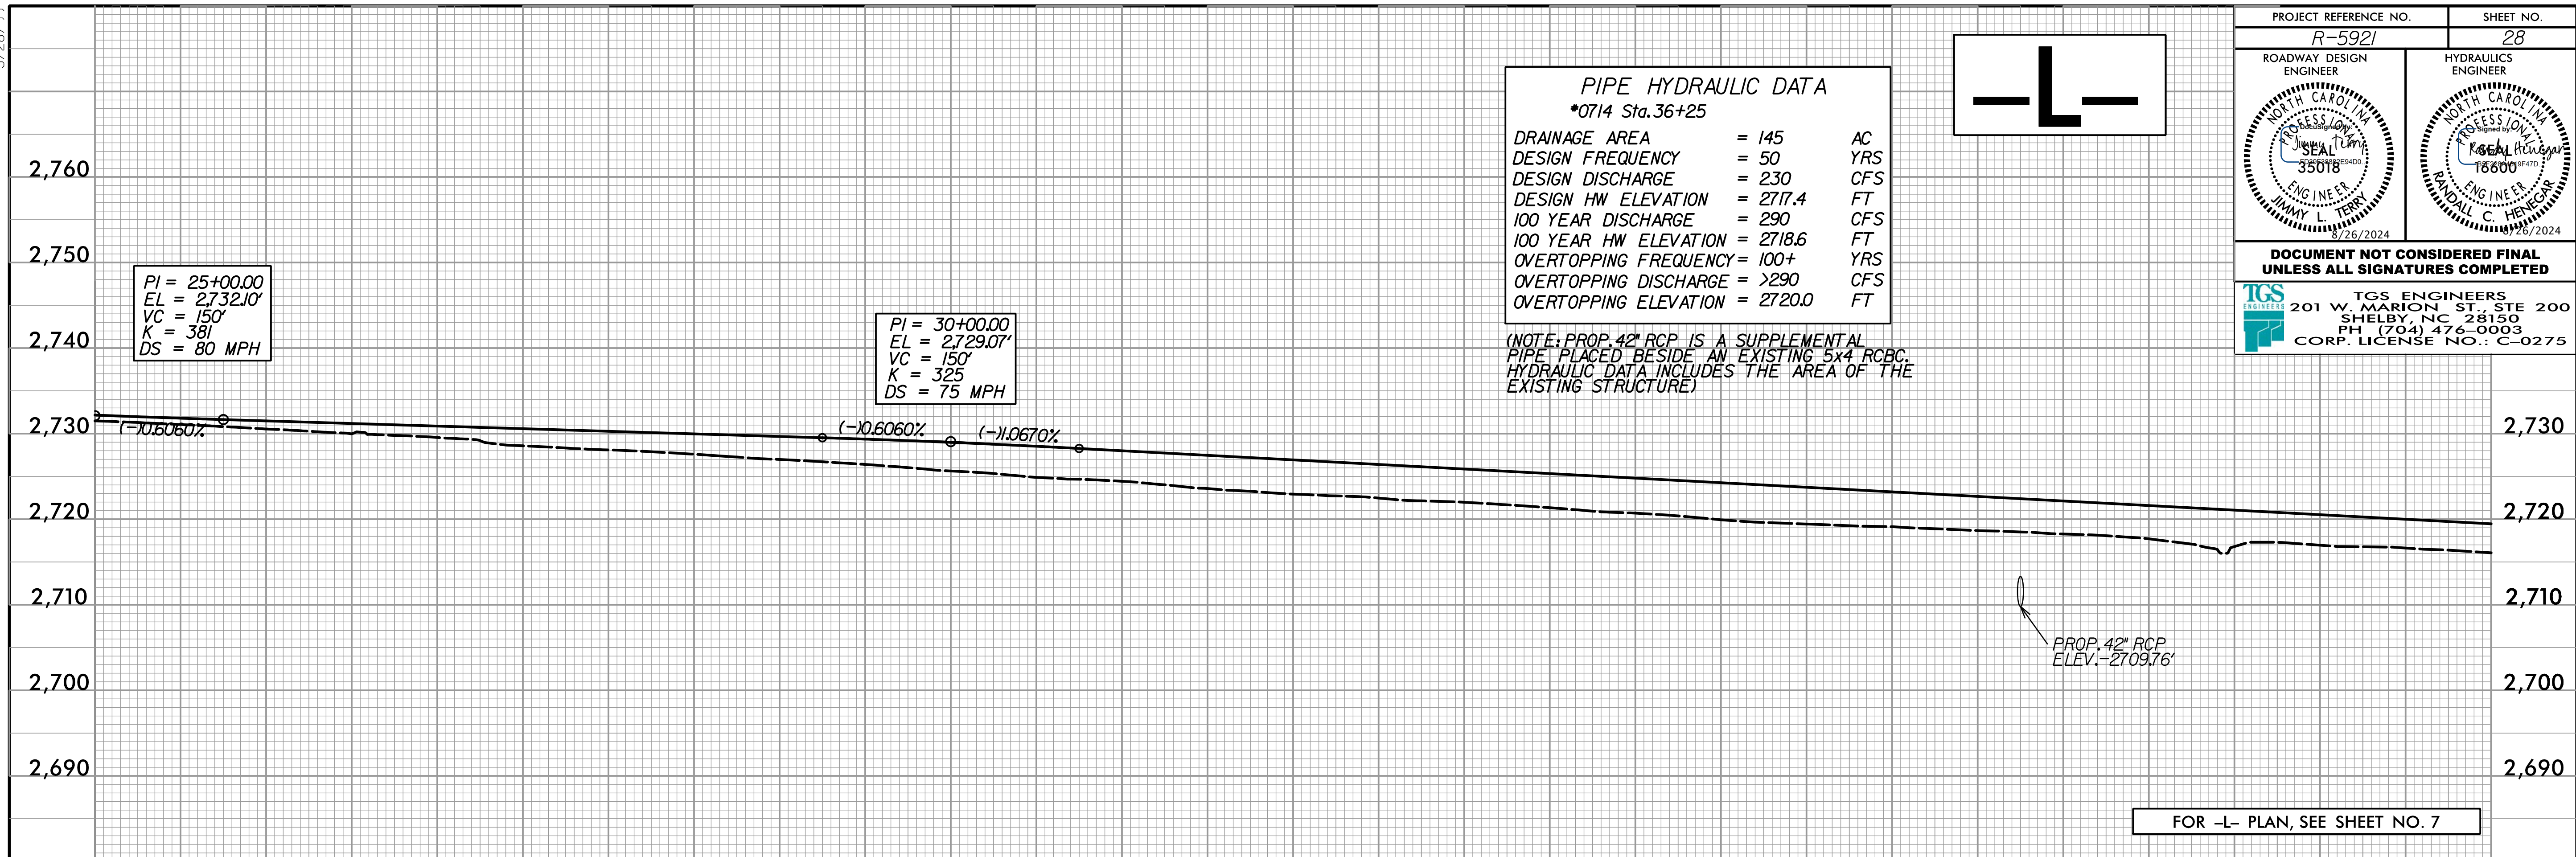 PROJECT REFERENCE NO.
SHEET NO.
R-5921
28
ROADWAY DESIGN
ENGINEER
HYDRAULICS
ENGINEER
NORTH CAROLINA
PROFESSIONAL
DocuSigned by:
Jimmy Terry
SEAL
35018
ENGINEER
JIMMY L. TERRY
8/26/2024
NORTH CAROLINA
PROFESSIONAL
Signed by:
SEAL
16600
ENGINEER
RANDALL C. HENEGAR
8/26/2024
DOCUMENT NOT CONSIDERED FINAL
UNLESS ALL SIGNATURES COMPLETED
TGS
ENGINEERS
TGS ENGINEERS
201 W. MARION ST., STE 200
SHELBY, NC 28150
PH (704) 476–0003
CORP. LICENSE NO.: C–0275
–L–
PIPE HYDRAULIC DATA
*0714 Sta.36+25
DRAINAGE AREA = 145 AC
DESIGN FREQUENCY = 50 YRS
DESIGN DISCHARGE = 230 CFS
DESIGN HW ELEVATION = 2717.4 FT
100 YEAR DISCHARGE = 290 CFS
100 YEAR HW ELEVATION = 2718.6 FT
OVERTOPPING FREQUENCY = 100+ YRS
OVERTOPPING DISCHARGE = >290 CFS
OVERTOPPING ELEVATION = 2720.0 FT
(NOTE: PROP. 42" RCP IS A SUPPLEMENTAL
PIPE PLACED BESIDE AN EXISTING 5x4 RCBC.
HYDRAULIC DATA INCLUDES THE AREA OF THE
EXISTING STRUCTURE)
2,760
2,750
2,740
2,730
2,720
2,710
2,700
2,690
PI = 25+00.00
EL = 2,732.10'
VC = 150'
K = 381
DS = 80 MPH
PI = 30+00.00
EL = 2,729.07'
VC = 150'
K = 325
DS = 75 MPH
(-)0.6060%
(-)0.6060%
(-)1.0670%
2,730
2,720
2,710
2,700
2,690
PROP. 42" RCP
ELEV.-2709.76'
FOR –L– PLAN, SEE SHEET NO. 7